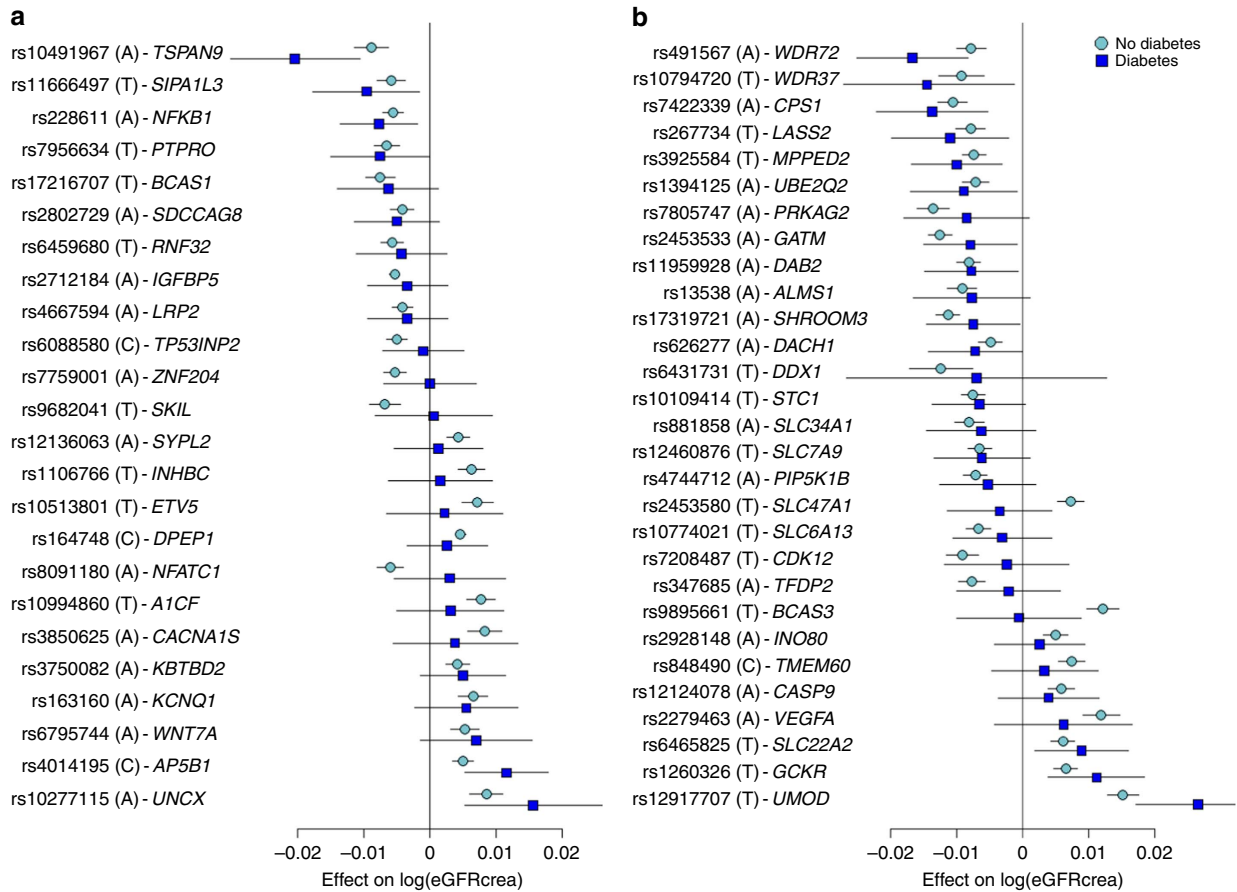 a
rs10491967 (A) - TSPAN9
rs11666497 (T) - SIPA1L3
rs228611 (A) - NFKB1
rs7956634 (T) - PTPRO
rs17216707 (T) - BCAS1
rs2802729 (A) - SDCCAG8
rs6459680 (T) - RNF32
rs2712184 (A) - IGFBP5
rs4667594 (A) - LRP2
rs6088580 (C) - TP53INP2
rs7759001 (A) - ZNF204
rs9682041 (T) - SKIL
rs12136063 (A) - SYPL2
rs1106766 (T) - INHBC
rs10513801 (T) - ETV5
rs164748 (C) - DPEP1
rs8091180 (A) - NFATC1
rs10994860 (T) - A1CF
rs3850625 (A) - CACNA1S
rs3750082 (A) - KBTBD2
rs163160 (A) - KCNQ1
rs6795744 (A) - WNT7A
rs4014195 (C) - AP5B1
rs10277115 (A) - UNCX
−0.02 −0.01 0 0.01 0.02
Effect on log(eGFRcrea)
b
No diabetes
Diabetes
rs491567 (A) - WDR72
rs10794720 (T) - WDR37
rs7422339 (A) - CPS1
rs267734 (T) - LASS2
rs3925584 (T) - MPPED2
rs1394125 (A) - UBE2Q2
rs7805747 (A) - PRKAG2
rs2453533 (A) - GATM
rs11959928 (A) - DAB2
rs13538 (A) - ALMS1
rs17319721 (A) - SHROOM3
rs626277 (A) - DACH1
rs6431731 (T) - DDX1
rs10109414 (T) - STC1
rs881858 (A) - SLC34A1
rs12460876 (T) - SLC7A9
rs4744712 (A) - PIP5K1B
rs2453580 (T) - SLC47A1
rs10774021 (T) - SLC6A13
rs7208487 (T) - CDK12
rs347685 (A) - TFDP2
rs9895661 (T) - BCAS3
rs2928148 (A) - INO80
rs848490 (C) - TMEM60
rs12124078 (A) - CASP9
rs2279463 (A) - VEGFA
rs6465825 (T) - SLC22A2
rs1260326 (T) - GCKR
rs12917707 (T) - UMOD
−0.02 −0.01 0 0.01 0.02
Effect on log(eGFRcrea)